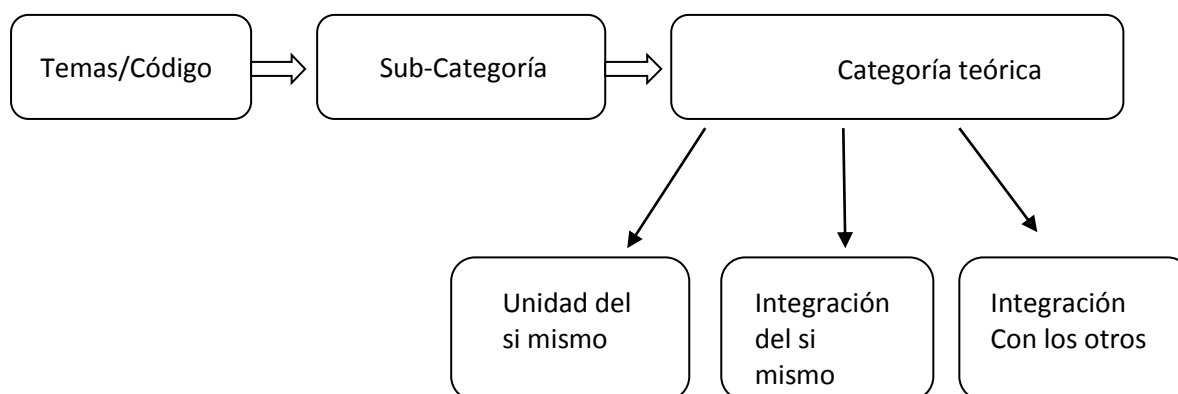 Temas/Código
Sub-Categoría
Categoría teórica
Unidad del
si mismo
Integración
del si
mismo
Integración
Con los otros